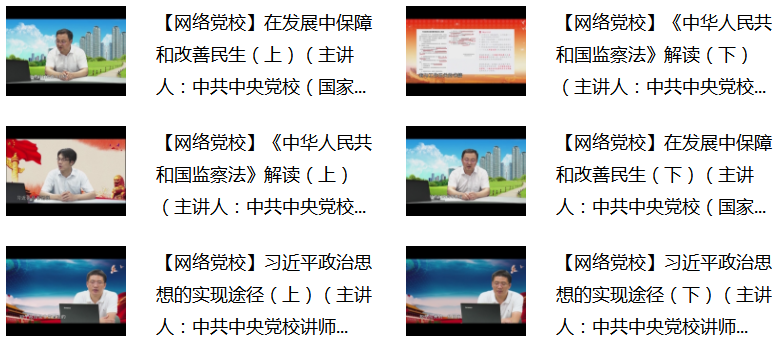 【网络党校】在发展中保障
和改善民生（上）（主讲
人：中共中央党校（国家...
【网络党校】《中华人民共
和国监察法》解读（下）
（主讲人：中共中央党校...
【网络党校】《中华人民共
和国监察法》解读（上）
（主讲人：中共中央党校...
【网络党校】在发展中保障
和改善民生（下）（主讲
人：中共中央党校（国家...
【网络党校】习近平政治思
想的实现途径（上）（主讲
人：中共中央党校讲师...
【网络党校】习近平政治思
想的实现途径（下）（主讲
人：中共中央党校讲师...